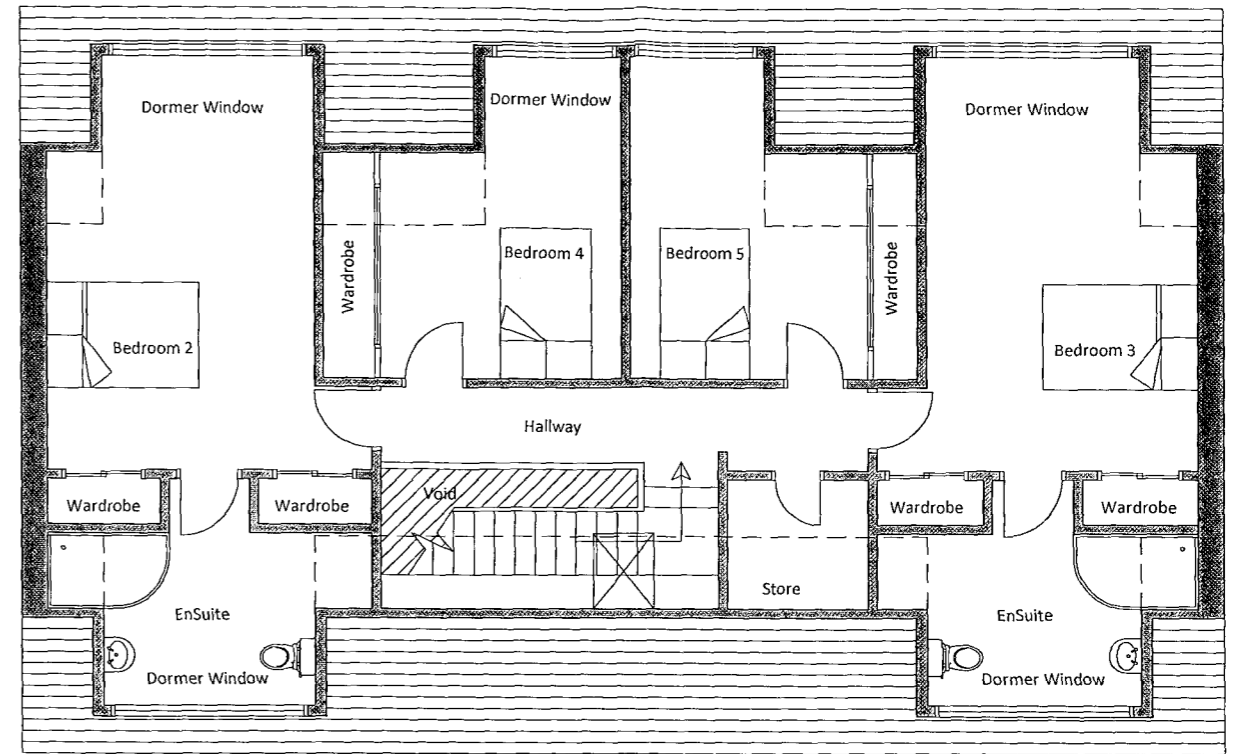 Dormer Window
Dormer Window
Dormer Window
Wardrobe
Bedroom 4
Bedroom 5
Wardrobe
Bedroom 2
Bedroom 3
Hallway
Void
Wardrobe
Wardrobe
Wardrobe
Wardrobe
Store
EnSuite
EnSuite
Dormer Window
Dormer Window